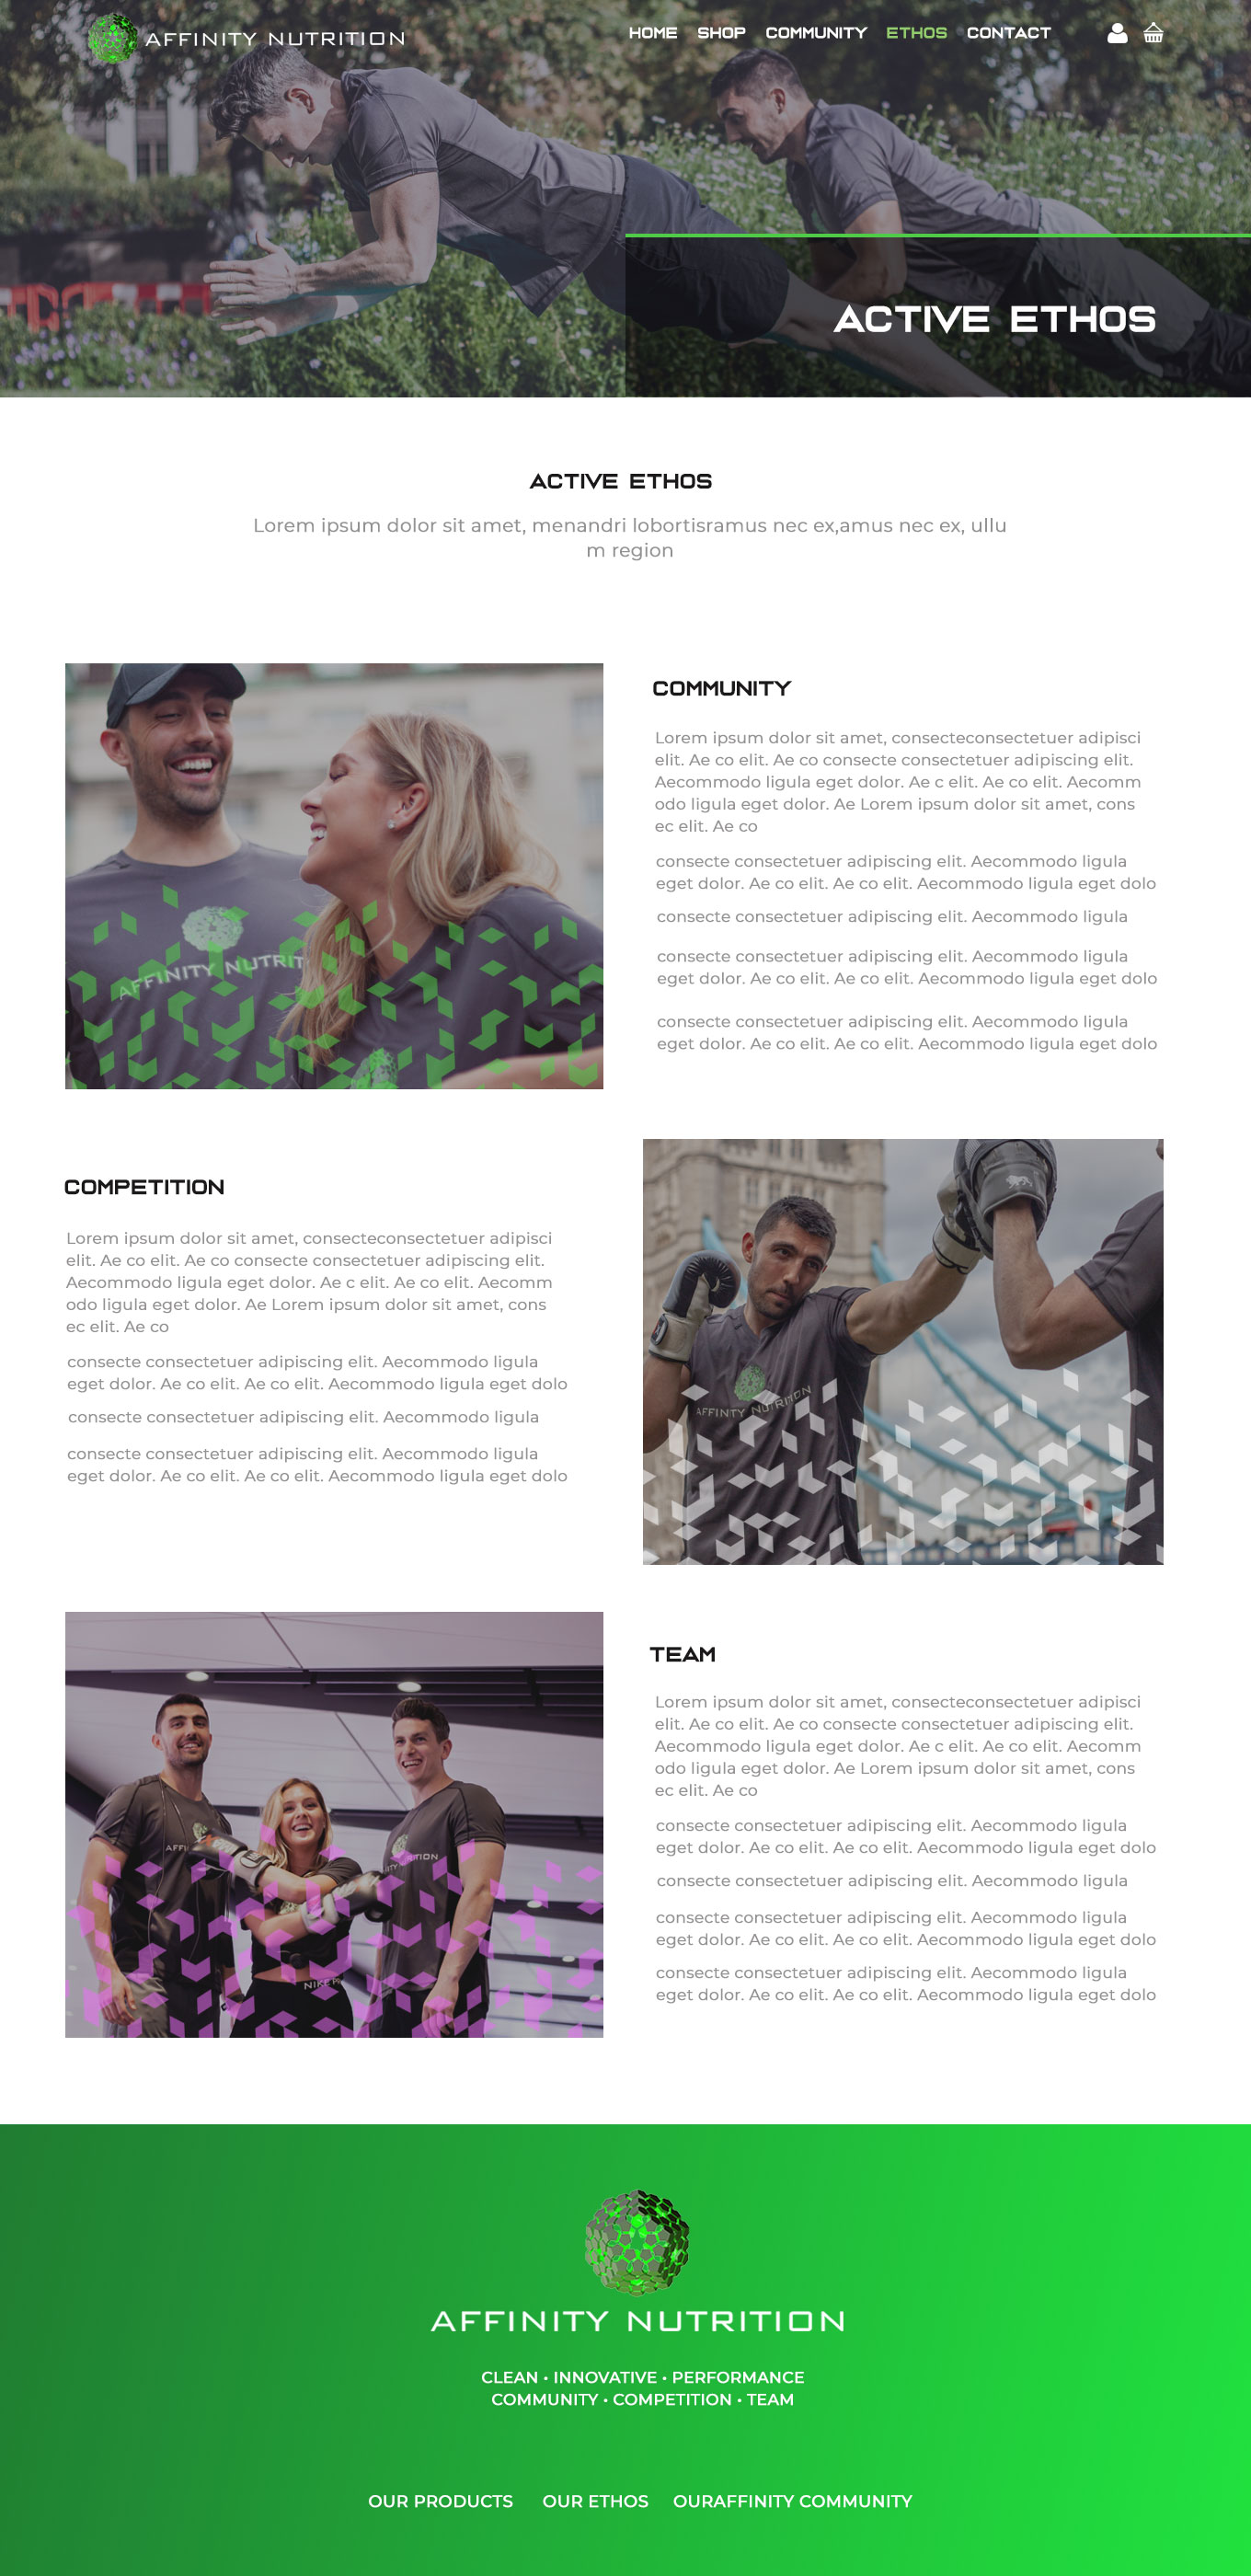 AFFINITY NUTRITION
HOME SHOP COMMUNITY ETHOS CONTACT
ACTIVE ETHOS
ACTIVE ETHOS
Lorem ipsum dolor sit amet, menandri lobortisramus nec ex,amus nec ex, ullu
m region
AFFINITY NUTRIT
COMMUNITY
Lorem ipsum dolor sit amet, consecteconsectetuer adipisci
elit. Ae co elit. Ae co consecte consectetuer adipiscing elit.
Aecommodo ligula eget dolor. Ae c elit. Ae co elit. Aecomm
odo ligula eget dolor. Ae Lorem ipsum dolor sit amet, cons
ec elit. Ae co
consecte consectetuer adipiscing elit. Aecommodo ligula
eget dolor. Ae co elit. Ae co elit. Aecommodo ligula eget dolo
consecte consectetuer adipiscing elit. Aecommodo ligula
consecte consectetuer adipiscing elit. Aecommodo ligula
eget dolor. Ae co elit. Ae co elit. Aecommodo ligula eget dolo
consecte consectetuer adipiscing elit. Aecommodo ligula
eget dolor. Ae co elit. Ae co elit. Aecommodo ligula eget dolo
COMPETITION
Lorem ipsum dolor sit amet, consecteconsectetuer adipisci
elit. Ae co elit. Ae co consecte consectetuer adipiscing elit.
Aecommodo ligula eget dolor. Ae c elit. Ae co elit. Aecomm
odo ligula eget dolor. Ae Lorem ipsum dolor sit amet, cons
ec elit. Ae co
consecte consectetuer adipiscing elit. Aecommodo ligula
eget dolor. Ae co elit. Ae co elit. Aecommodo ligula eget dolo
consecte consectetuer adipiscing elit. Aecommodo ligula
consecte consectetuer adipiscing elit. Aecommodo ligula
eget dolor. Ae co elit. Ae co elit. Aecommodo ligula eget dolo
AFFINITY NUTRITION
TEAM
Lorem ipsum dolor sit amet, consecteconsectetuer adipisci
elit. Ae co elit. Ae co consecte consectetuer adipiscing elit.
Aecommodo ligula eget dolor. Ae c elit. Ae co elit. Aecomm
odo ligula eget dolor. Ae Lorem ipsum dolor sit amet, cons
ec elit. Ae co
consecte consectetuer adipiscing elit. Aecommodo ligula
eget dolor. Ae co elit. Ae co elit. Aecommodo ligula eget dolo
consecte consectetuer adipiscing elit. Aecommodo ligula
consecte consectetuer adipiscing elit. Aecommodo ligula
eget dolor. Ae co elit. Ae co elit. Aecommodo ligula eget dolo
consecte consectetuer adipiscing elit. Aecommodo ligula
eget dolor. Ae co elit. Ae co elit. Aecommodo ligula eget dolo
AFFINITY NUTRITION
CLEAN • INNOVATIVE • PERFORMANCE
COMMUNITY • COMPETITION • TEAM
OUR PRODUCTS OUR ETHOS OURAFFINITY COMMUNITY